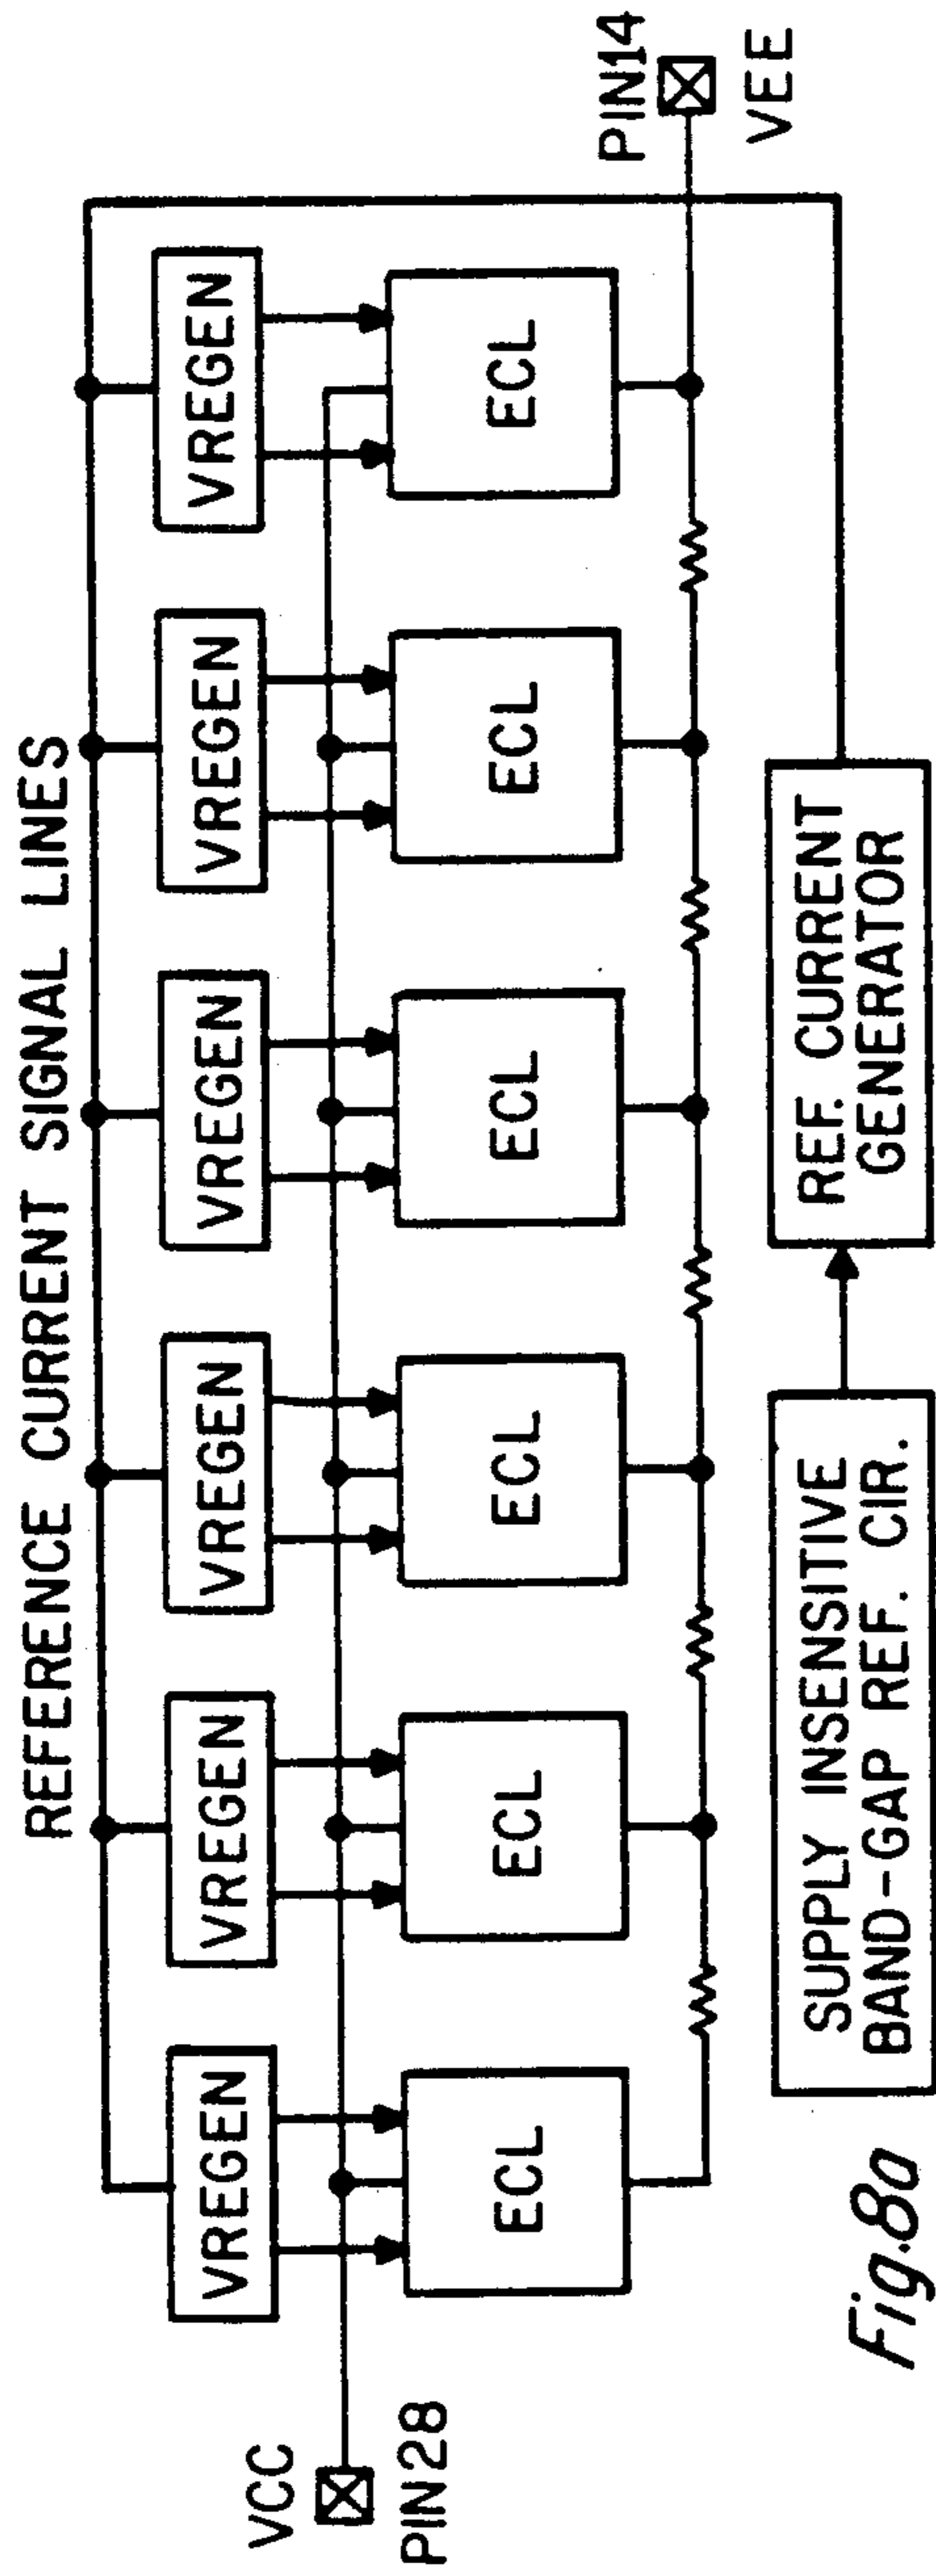 REFERENCE CURRENT SIGNAL LINES
VREGEN
VREGEN
VREGEN
VREGEN
VREGEN
VREGEN
VCC
PIN28
PIN14
VEE
ECL
ECL
ECL
ECL
ECL
ECL
SUPPLY INSENSITIVE
BAND-GAP REF. CIR.
REF. CURRENT
GENERATOR
Fig.8a